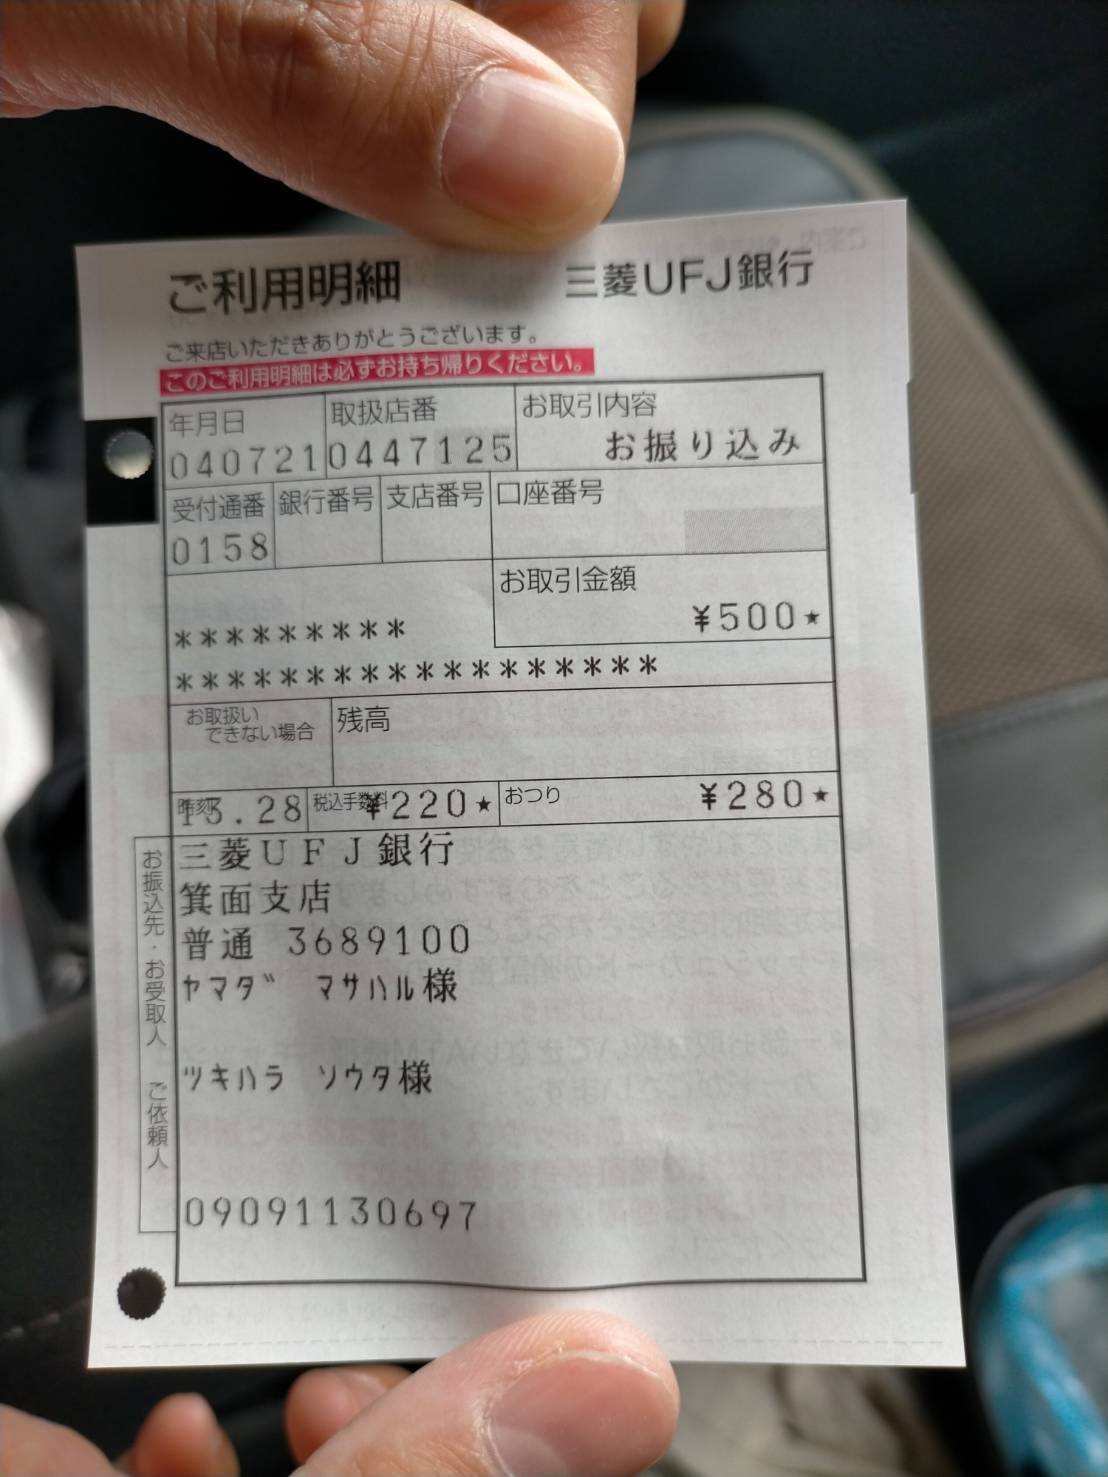 ご利用明細 三菱UFJ銀行
ご来店いただきありがとうございます。
このご利用明細は必ずお持ち帰りください。
年月日 取扱店番 お取引内容
040721 0447125 お振り込み
受付通番 銀行番号 支店番号 口座番号
0158
お取引金額
¥500★
*********
*******************
お取扱い
できない場合
残高
時刻 13.28 税込手数料 ¥220★ おつり ¥280★
お振込先・お受取人 ご依頼人
三菱UFJ銀行
箕面支店
普通 3689100
ヤマダ゛ マサハル様
ツキハラ ソウタ様
09091130697